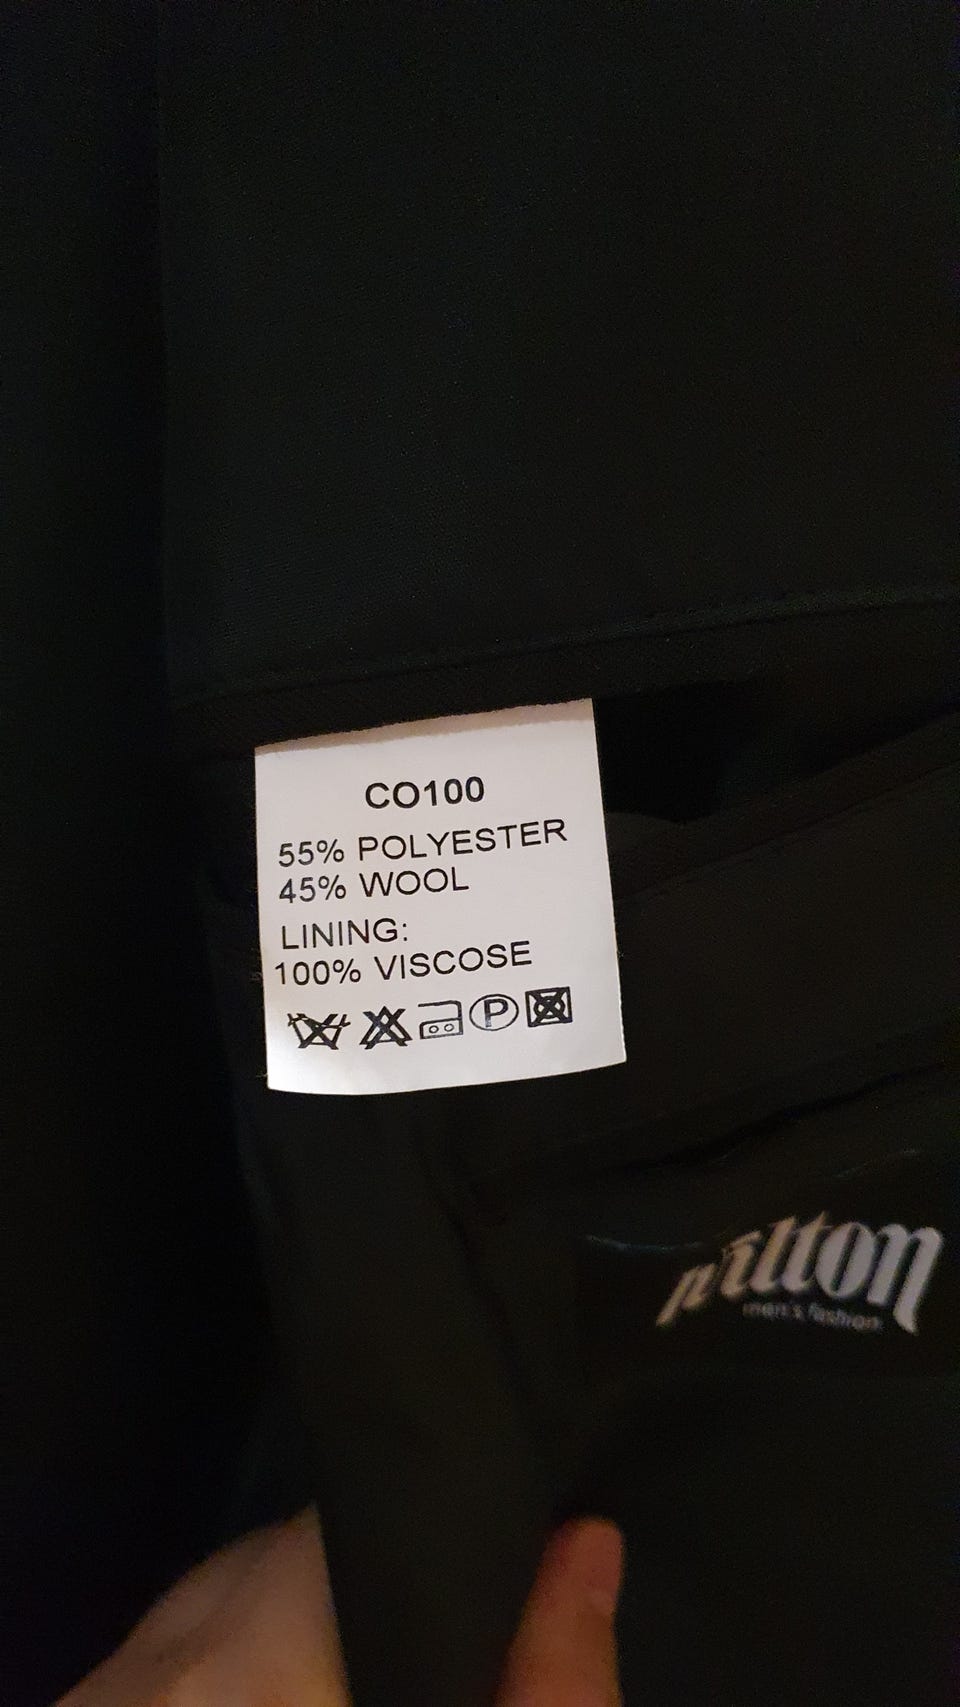 CO100
55% POLYESTER
45% WOOL
LINING:
100% VISCOSE
P
men's fashion